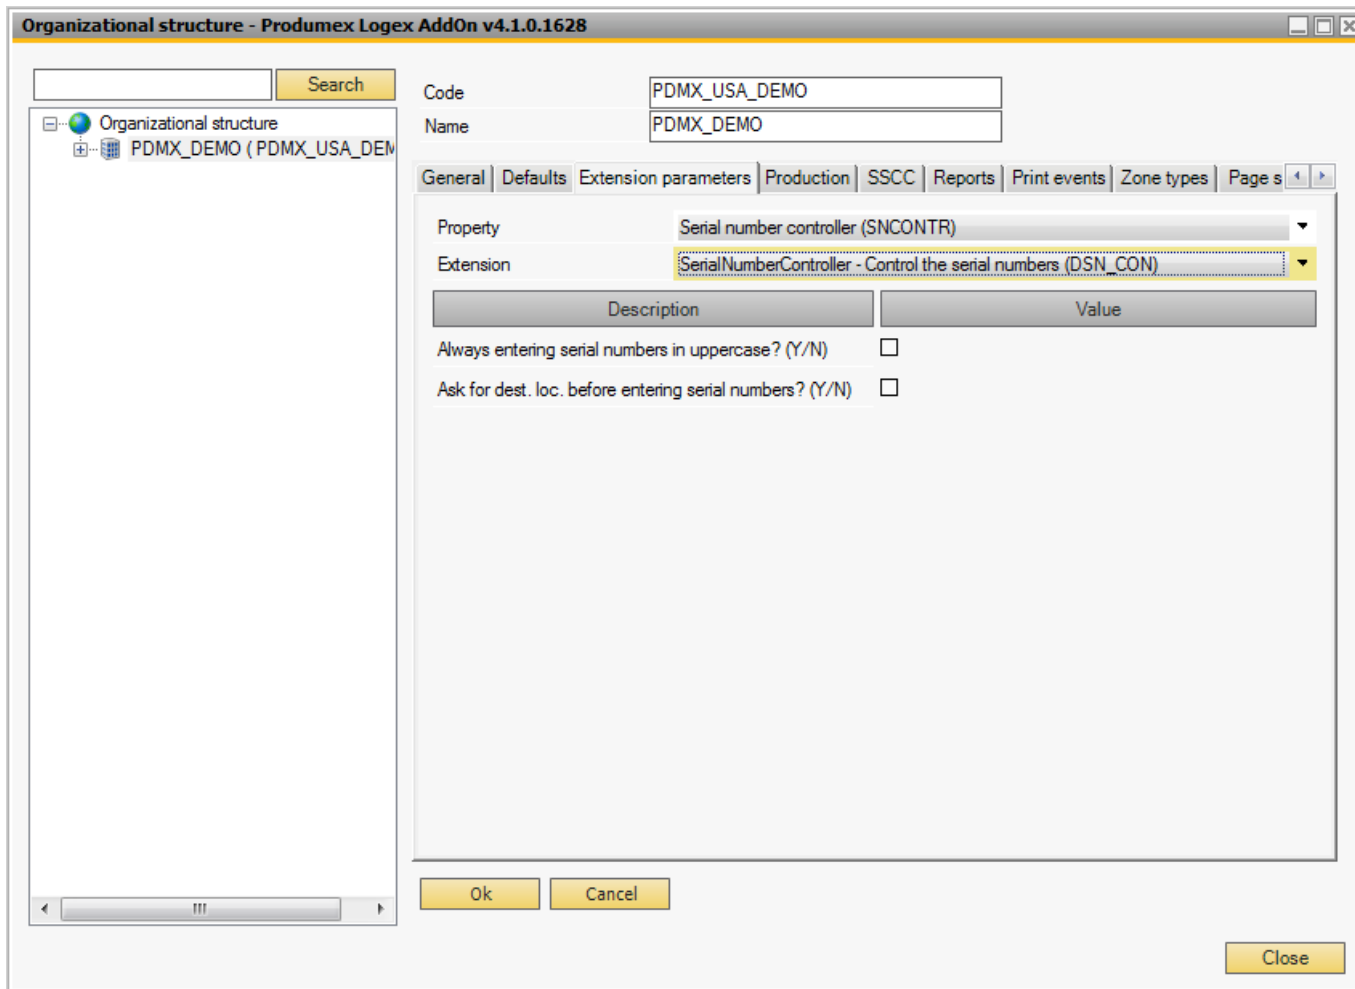 Organizational structure - Produmex Logex AddOn v4.1.0.1628
Search
Organizational structure
PDMX_DEMO ( PDMX_USA_DEM
Code PDMX_USA_DEMO
Name PDMX_DEMO
General Defaults Extension parameters Production SSCC Reports Print events Zone types Page s
Property Serial number controller (SNCONTR)
Extension SerialNumberController - Control the serial numbers (DSN_CON)
Description Value
Always entering serial numbers in uppercase? (Y/N)
Ask for dest. loc. before entering serial numbers? (Y/N)
Ok Cancel
Close